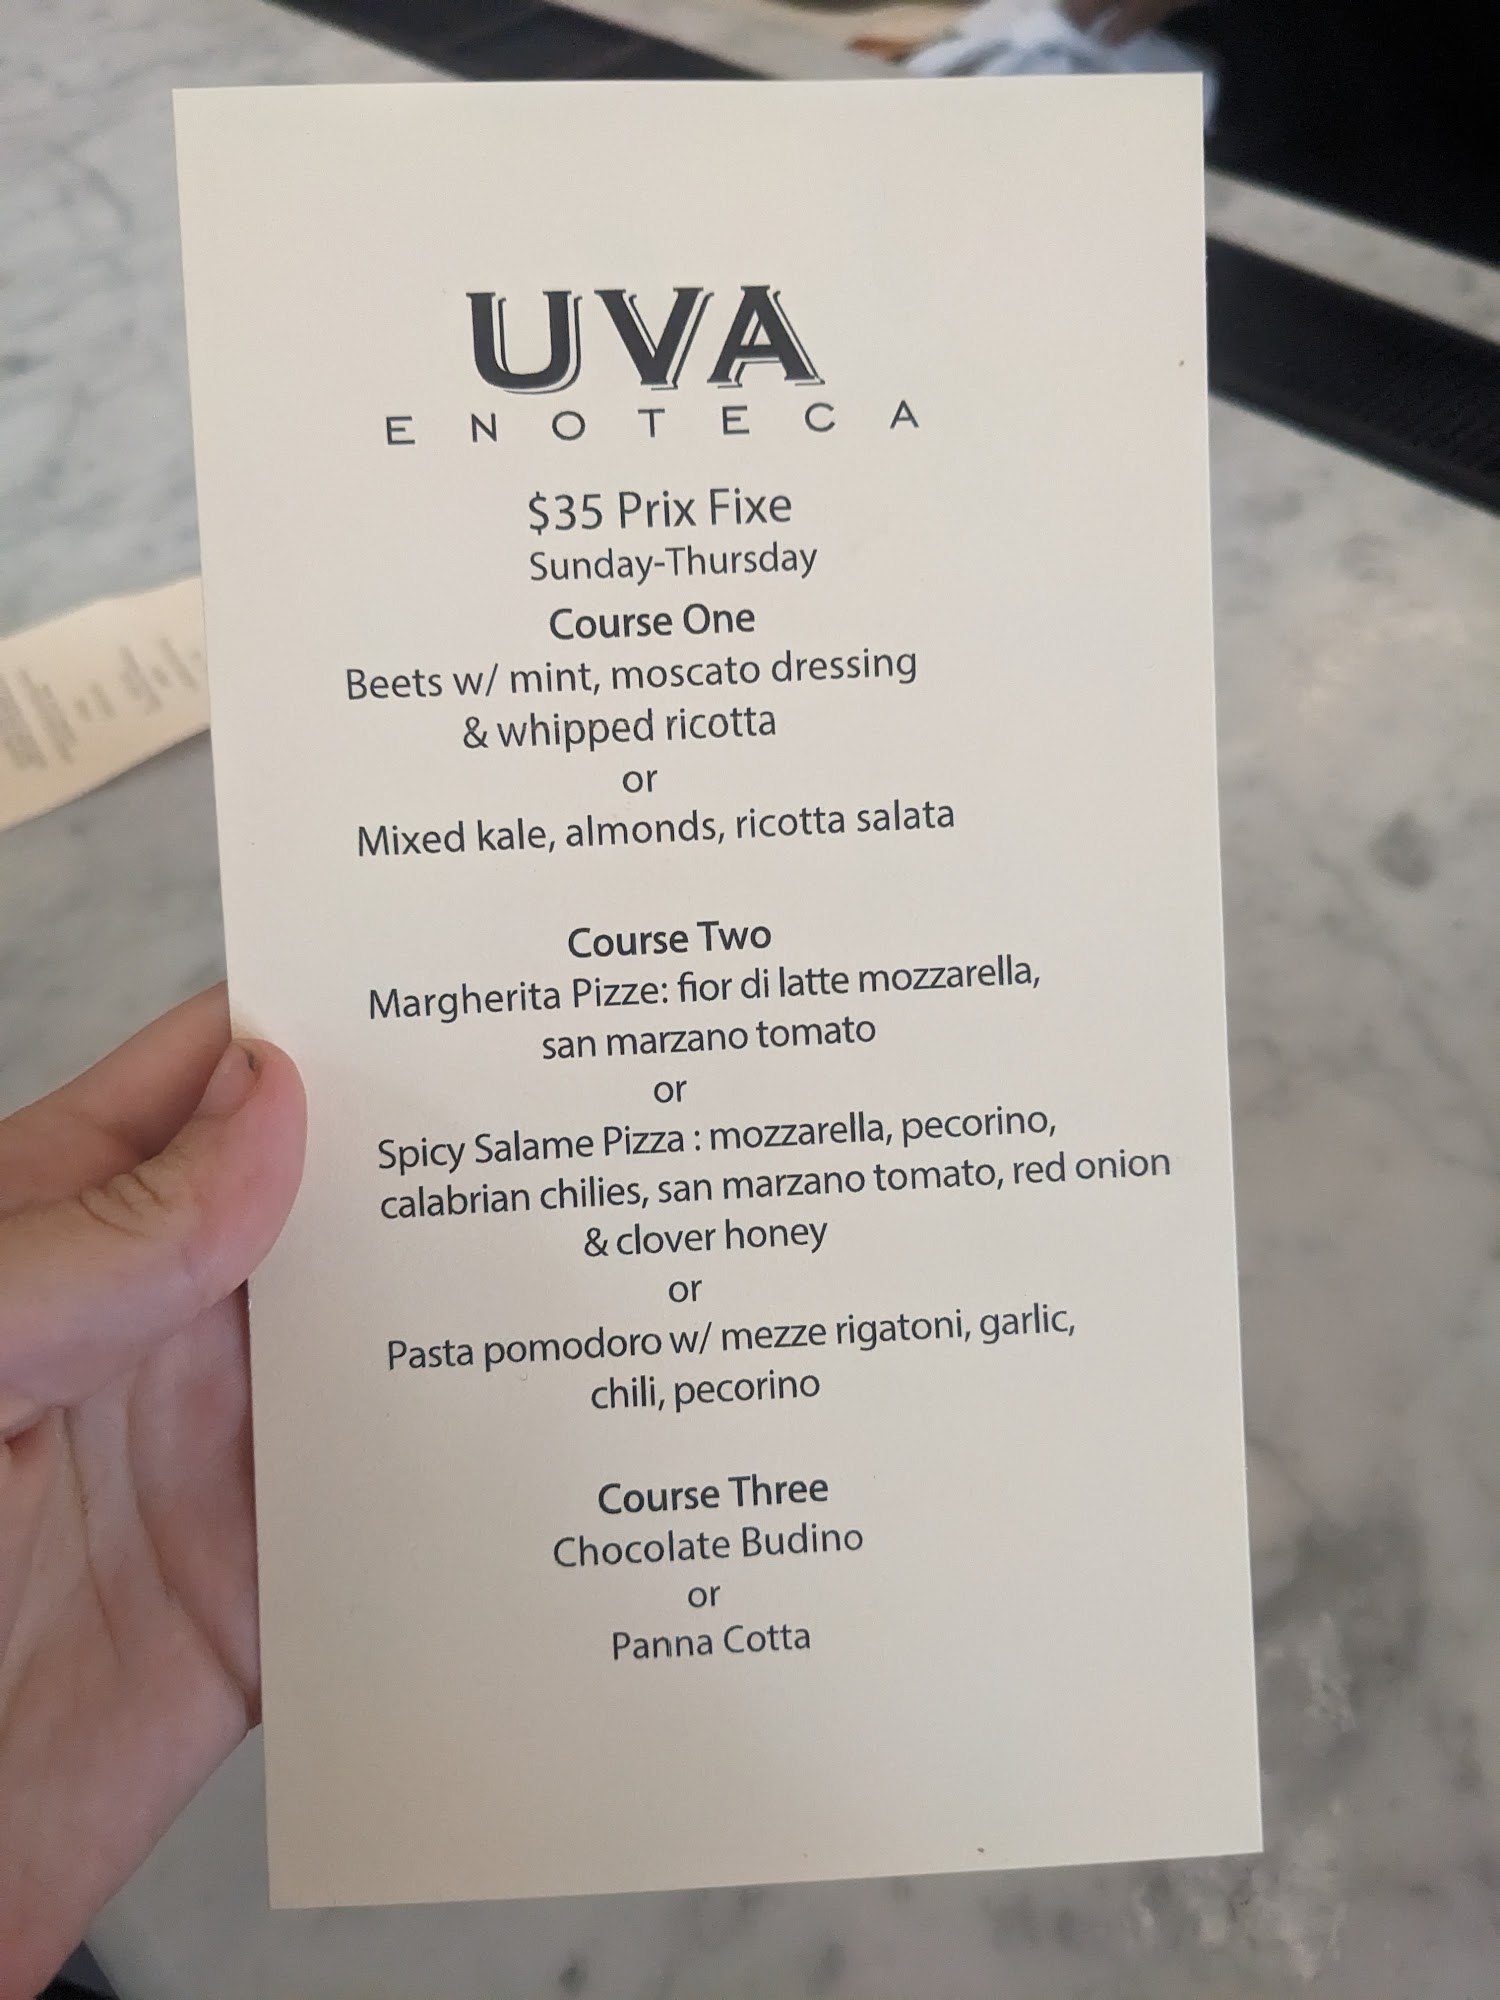 UVA
ENOTECA
$35 Prix Fixe
Sunday-Thursday
Course One
Beets w/ mint, moscato dressing
& whipped ricotta
or
Mixed kale, almonds, ricotta salata
Course Two
Margherita Pizze: fior di latte mozzarella,
san marzano tomato
or
Spicy Salame Pizza : mozzarella, pecorino,
calabrian chilies, san marzano tomato, red onion
& clover honey
or
Pasta pomodoro w/ mezze rigatoni, garlic,
chili, pecorino
Course Three
Chocolate Budino
or
Panna Cotta